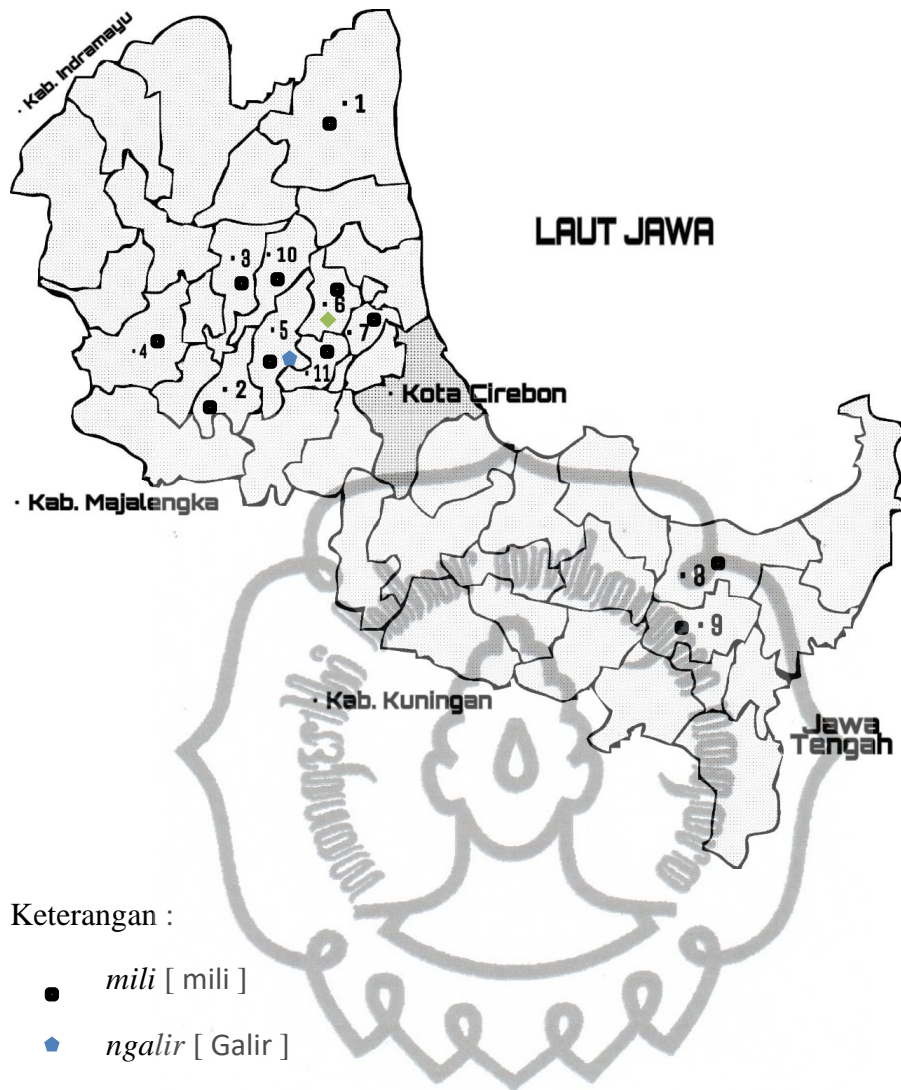 · Kab. Indramayu
· 1
LAUT JAWA
· 3
· 10
· 6
· 5
· 7
· 4
· 11
· 2
· Kota Cirebon
· Kab. Majalengka
8 ·
· 9
· Kab. Kuningan
Jawa
Tengah
Keterangan :
mili [ mili ]
ngalir [ Galir ]